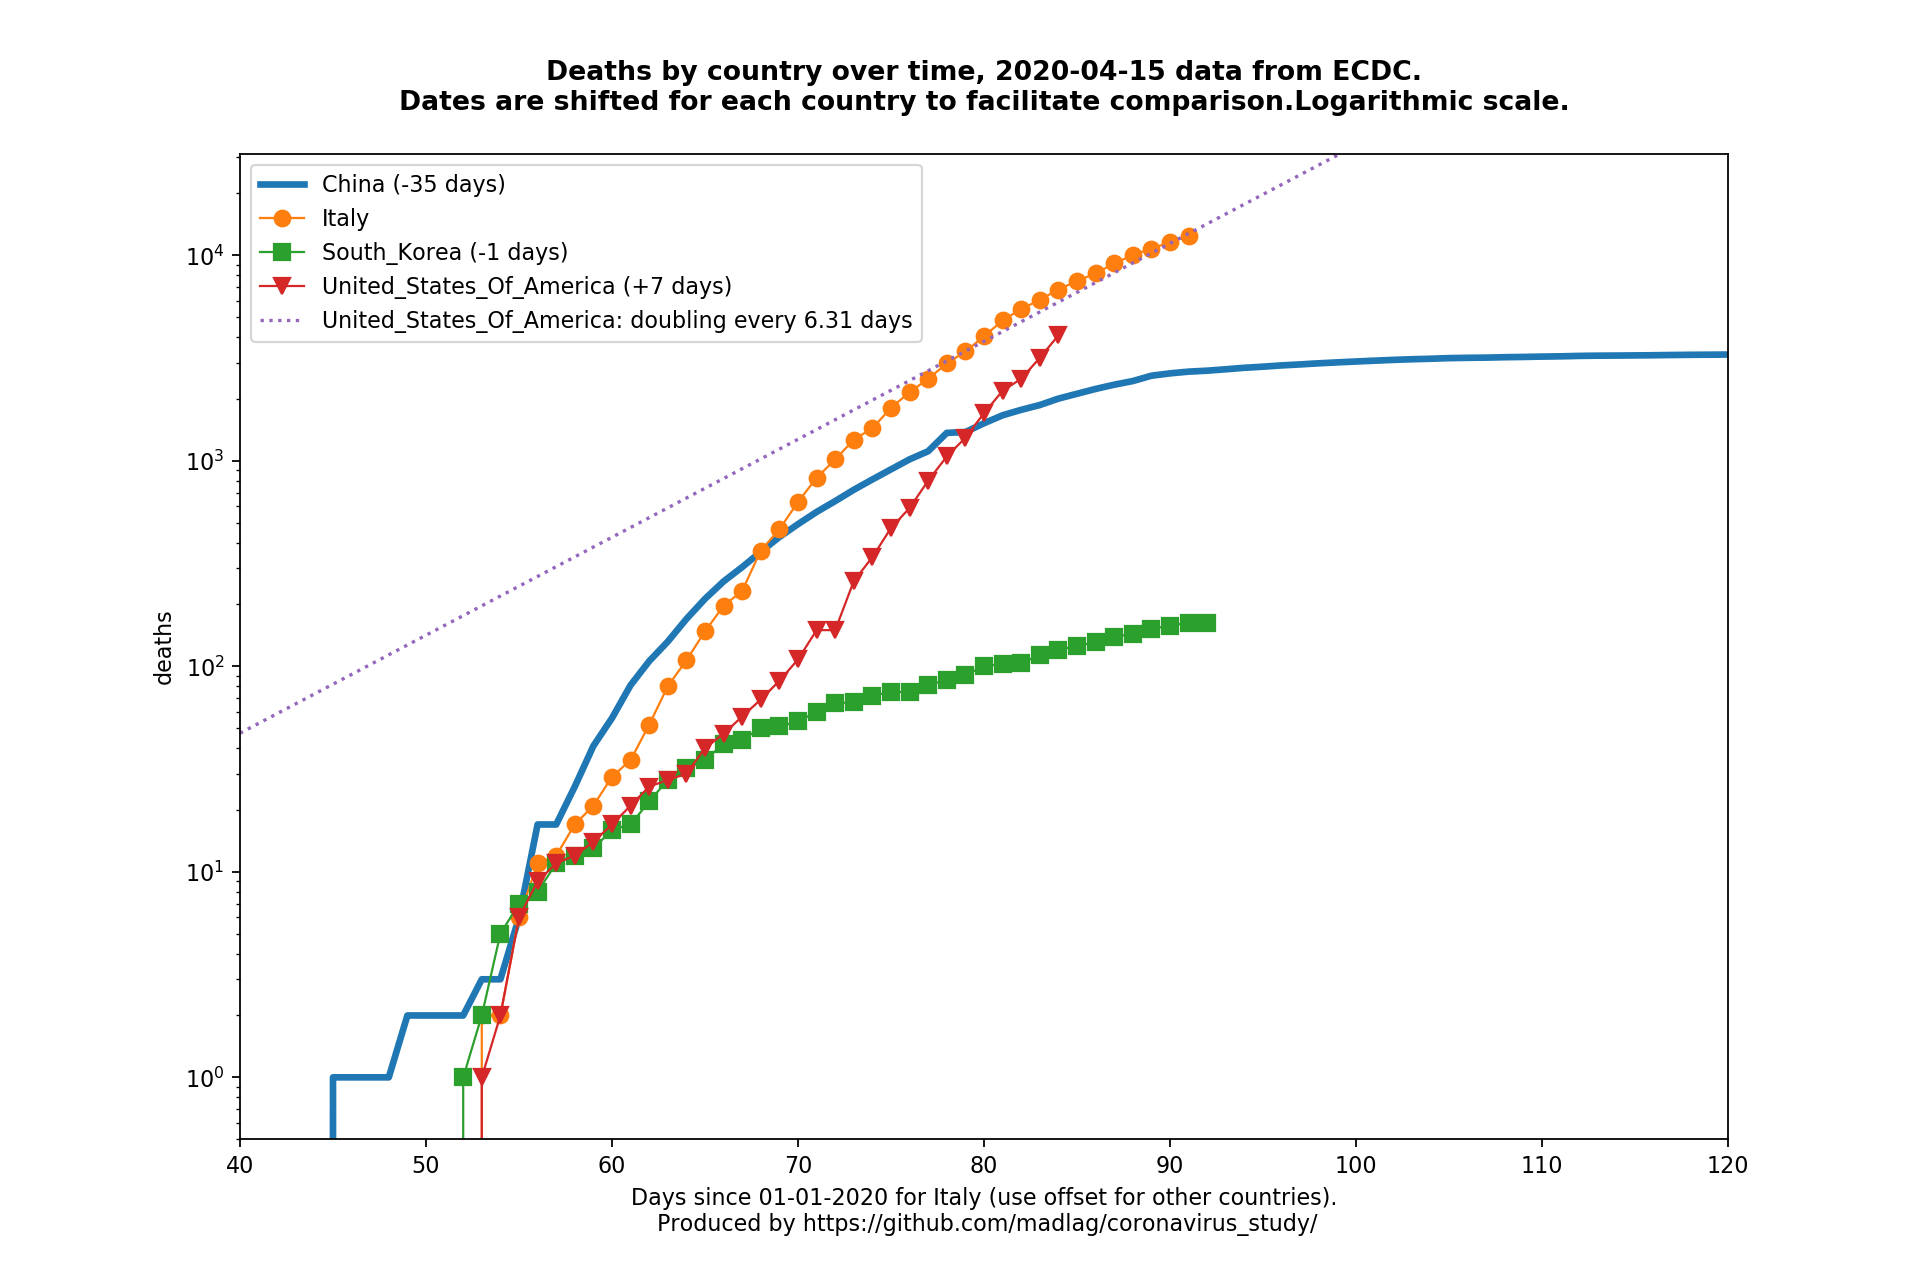 Deaths by country over time, 2020-04-15 data from ECDC.
Dates are shifted for each country to facilitate comparison.Logarithmic scale.
China (-35 days)
Italy
South_Korea (-1 days)
United_States_Of_America (+7 days)
United_States_Of_America: doubling every 6.31 days
deaths
10⁴
10³
10²
10¹
10⁰
40 50 60 70 80 90 100 110 120
Days since 01-01-2020 for Italy (use offset for other countries).
Produced by https://github.com/madlag/coronavirus_study/